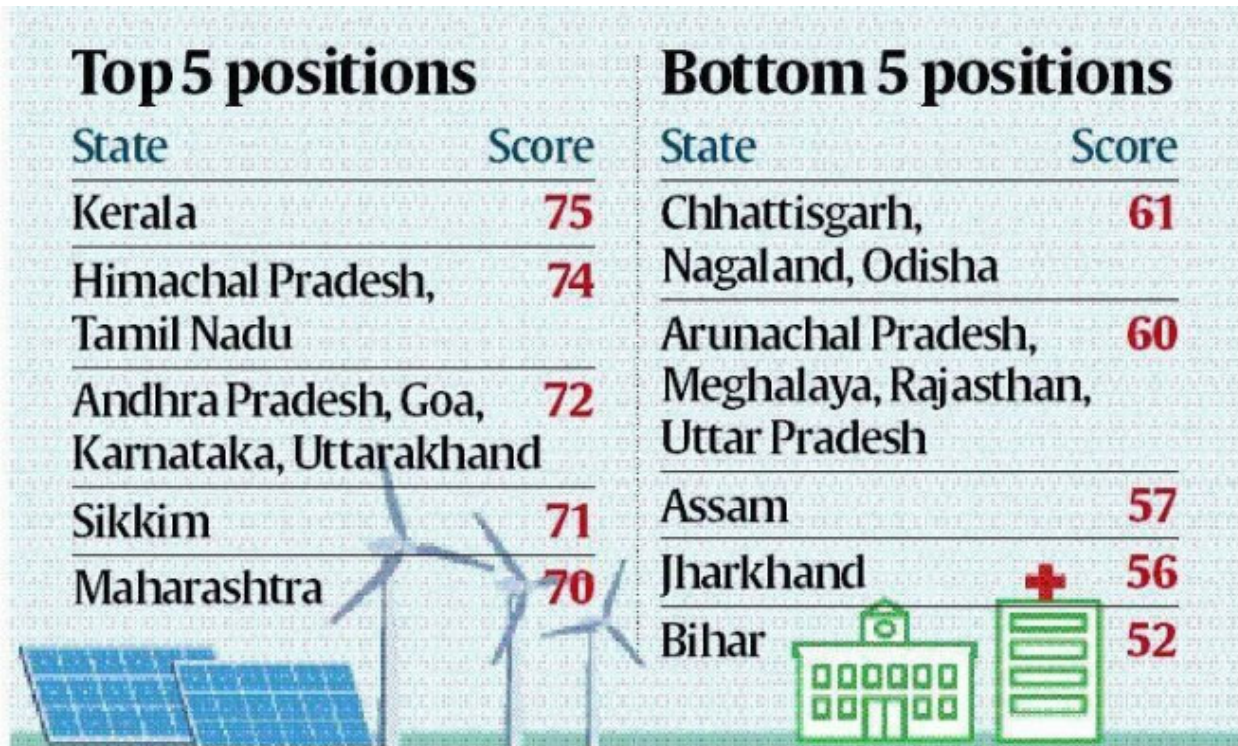 Top 5 positions
State Score
Kerala 75
Himachal Pradesh, 74
Tamil Nadu
Andhra Pradesh, Goa, 72
Karnataka, Uttarakhand
Sikkim 71
Maharashtra 70
Bottom 5 positions
State Score
Chhattisgarh, 61
Nagaland, Odisha
Arunachal Pradesh, 60
Meghalaya, Rajasthan,
Uttar Pradesh
Assam 57
Jharkhand 56
Bihar 52